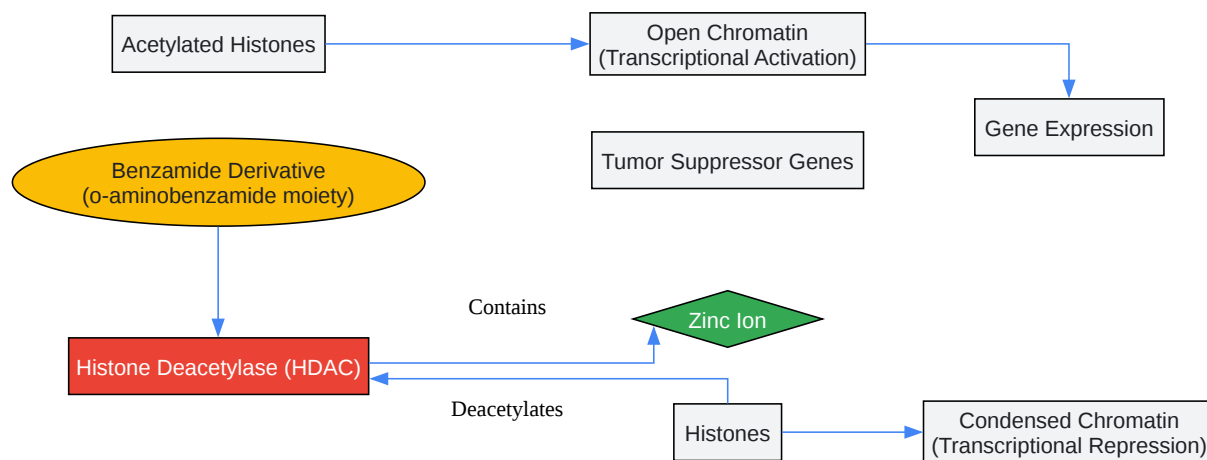 Acetylated Histones
Open Chromatin
(Transcriptional Activation)
Gene Expression
Tumor Suppressor Genes
Benzamide Derivative
(o-aminobenzamide moiety)
Contains
Zinc Ion
Histone Deacetylase (HDAC)
Deacetylates
Histones
Condensed Chromatin
(Transcriptional Repression)